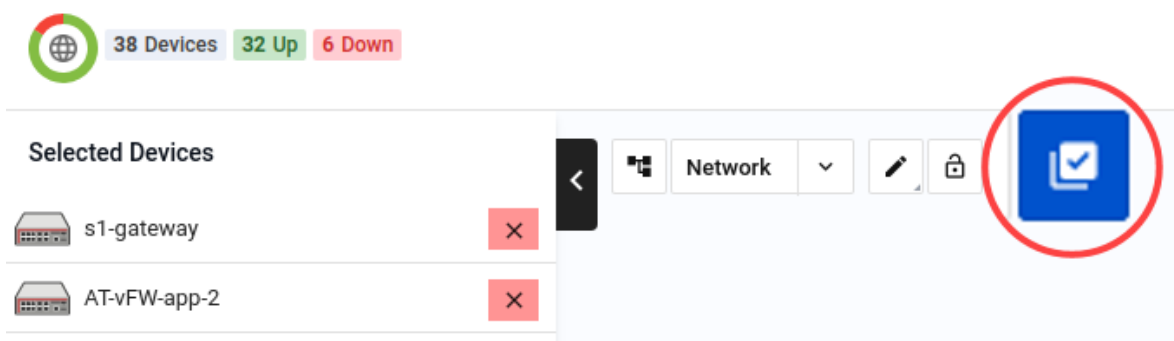 38 Devices 32 Up 6 Down
Selected Devices
Network
s1-gateway
AT-vFW-app-2